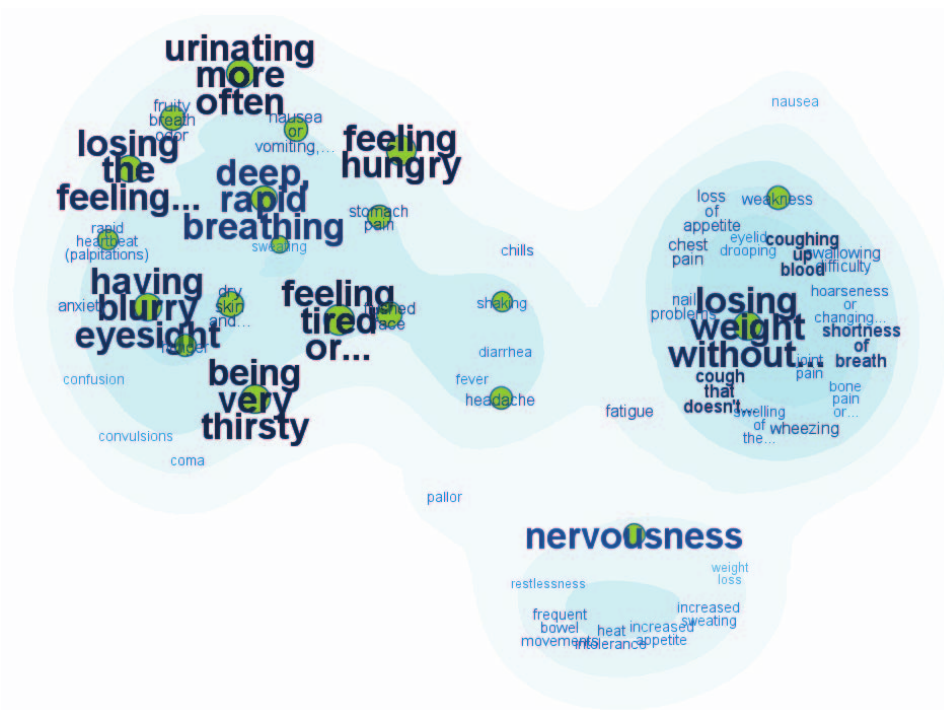 urinating
more
often
fruity
breath
odor
nausea
or
vomiting,...
losing
the
feeling...
feeling
hungry
deep,
rapid
breathing
stomach
pain
rapid
heartbeat
(palpitations)
sweating
having
blurry
eyesight
anxiety
dry
skin
and...
feeling
tired
or...
face
being
very
thirsty
confusion
convulsions
coma
chills
shaking
diarrhea
fever
headache
pallor
fatigue
nausea
loss
of
appetite
weakness
chest
pain
eyelid
drooping
coughing
up
blood
swallowing
difficulty
nail
problems
losing
weight
without...
hoarseness
or
changing...
shortness
of
breath
joint
pain
cough
that
doesn't...
bone
pain
or...
swelling
of
the...
wheezing
nervousness
restlessness
weight
loss
frequent
bowel
movements
heat
intolerance
increased
appetite
increased
sweating